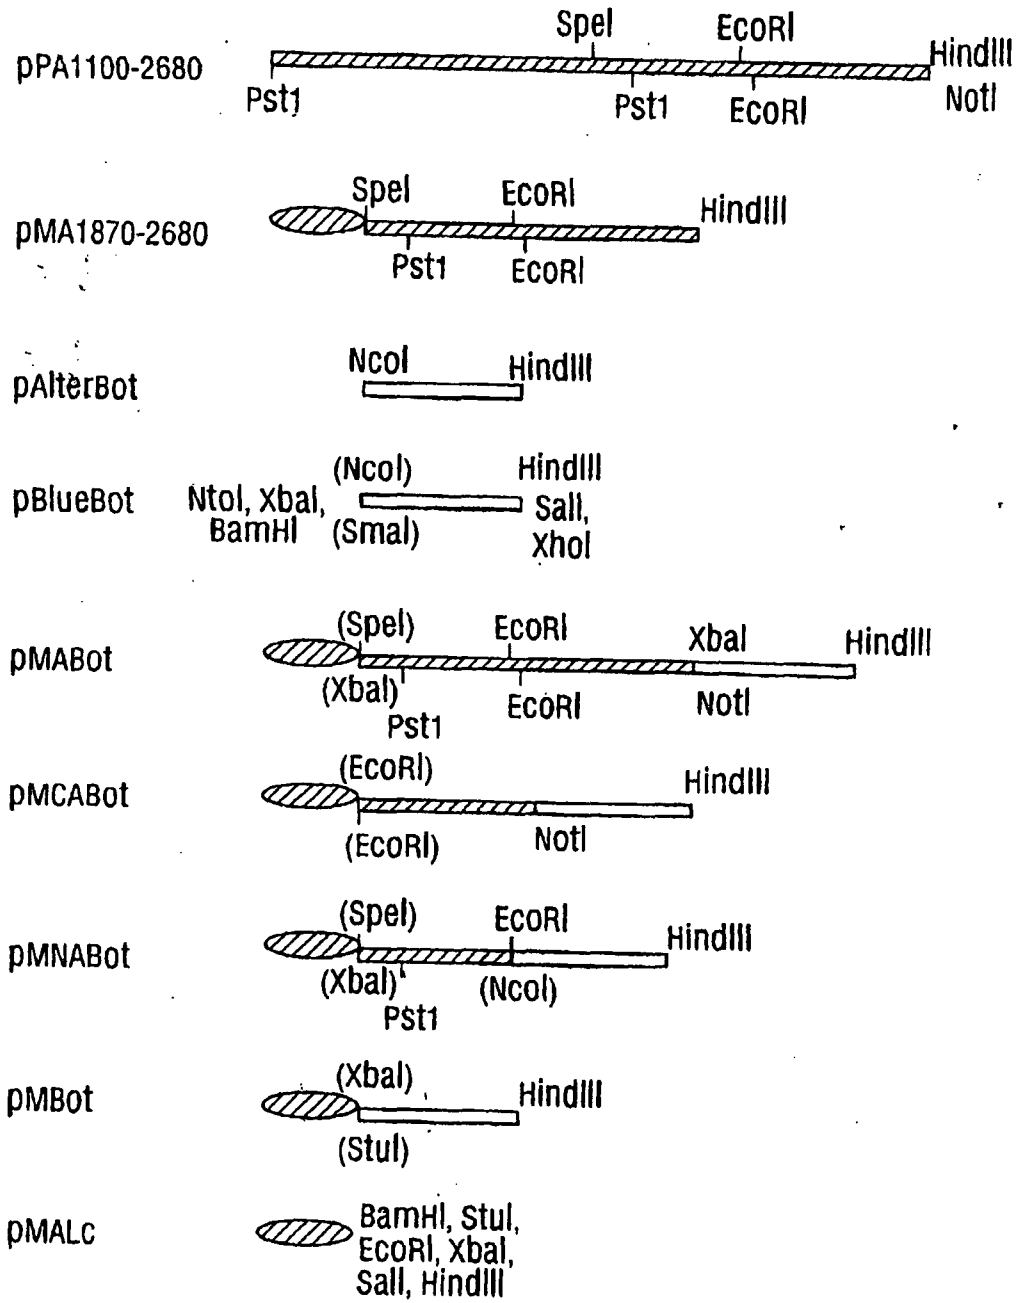 SpeI EcoRI
pPA1100-2680 HindIII
Pst1 Pst1 EcoRI NotI
SpeI EcoRI
pMA1870-2680 HindIII
Pst1 EcoRI
NcoI HindIII
pAlterBot
(NcoI) HindIII
pBlueBot NtoI, XbaI, SalI,
BamHI (SmaI) XhoI
(SpeI) EcoRI XbaI HindIII
pMABot
(XbaI) EcoRI NotI
Pst1
(EcoRI) HindIII
pMCABot
(EcoRI) NotI
(SpeI) EcoRI HindIII
pMNABot
(XbaI) (NcoI)
Pst1
(XbaI) HindIII
pMBot
(StuI)
pMALc BamHI, StuI,
EcoRI, XbaI,
SalI, HindIII